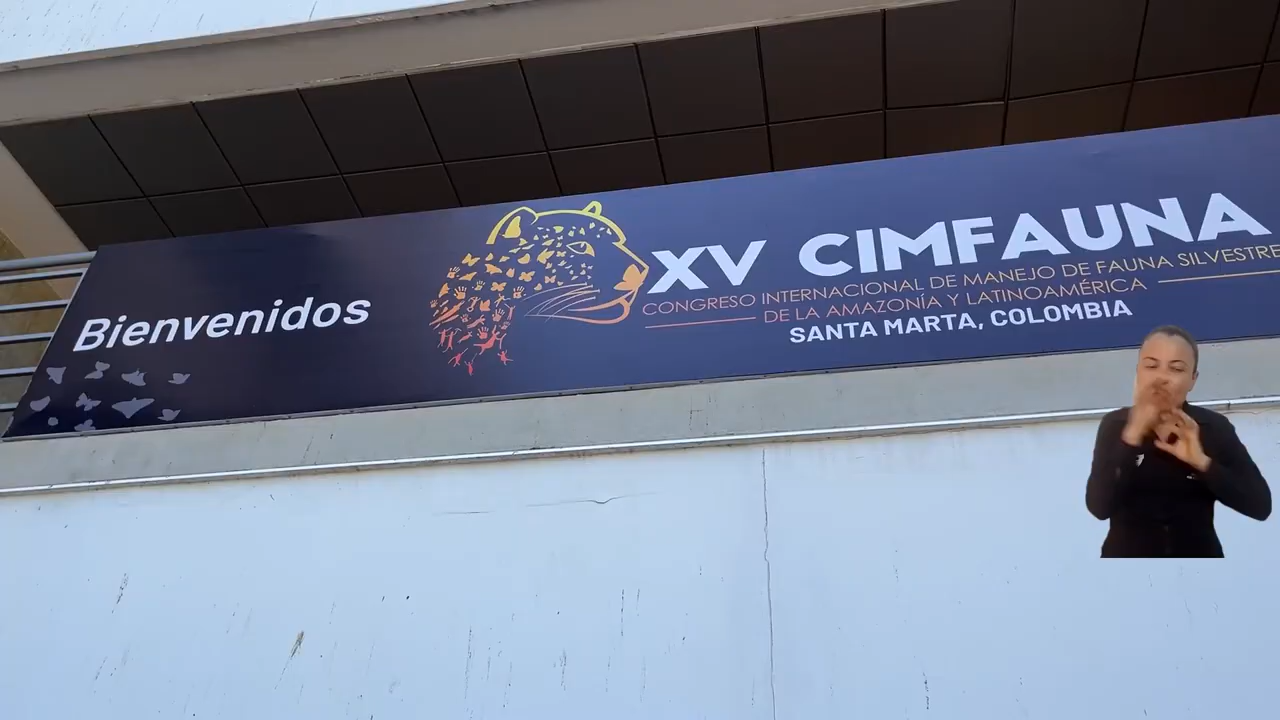 Bienvenidos
XV CIMFAUNA
CONGRESO INTERNACIONAL DE MANEJO DE FAUNA SILVESTRE
DE LA AMAZONÍA Y LATINOAMÉRICA
SANTA MARTA, COLOMBIA